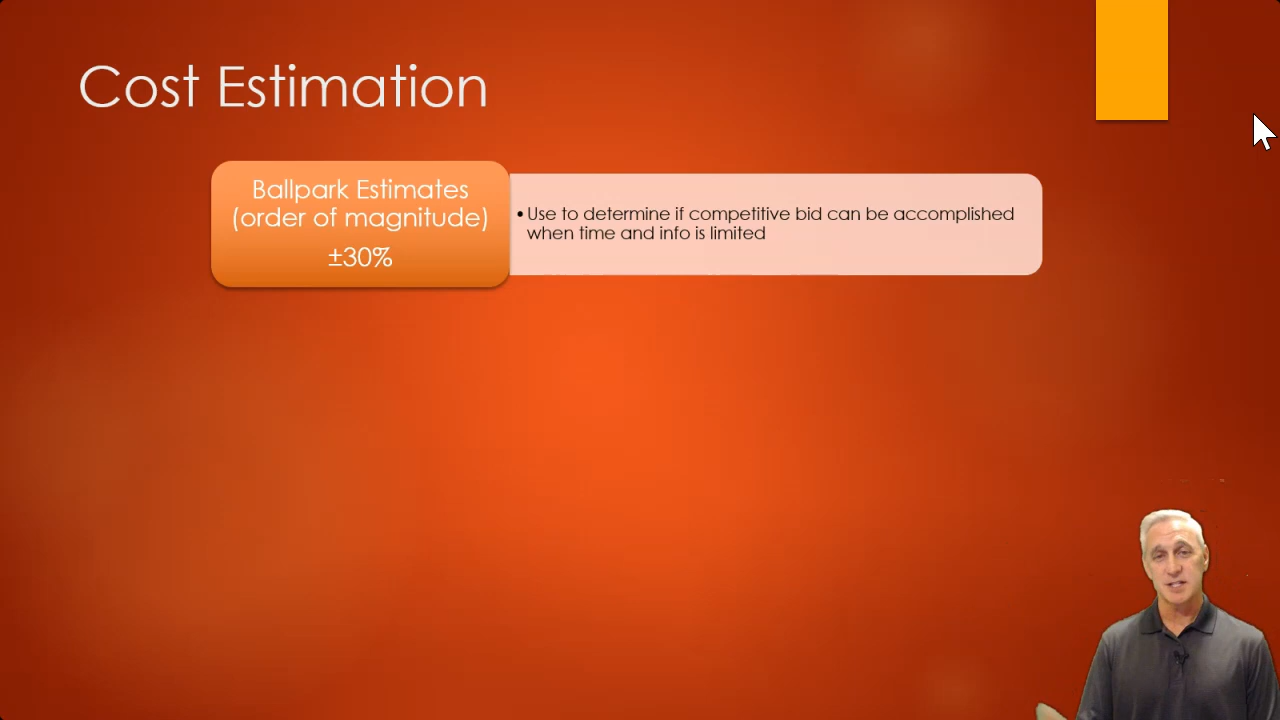 Cost Estimation
Ballpark Estimates
(order of magnitude)
±30%
•Use to determine if competitive bid can be accomplished
when time and info is limited